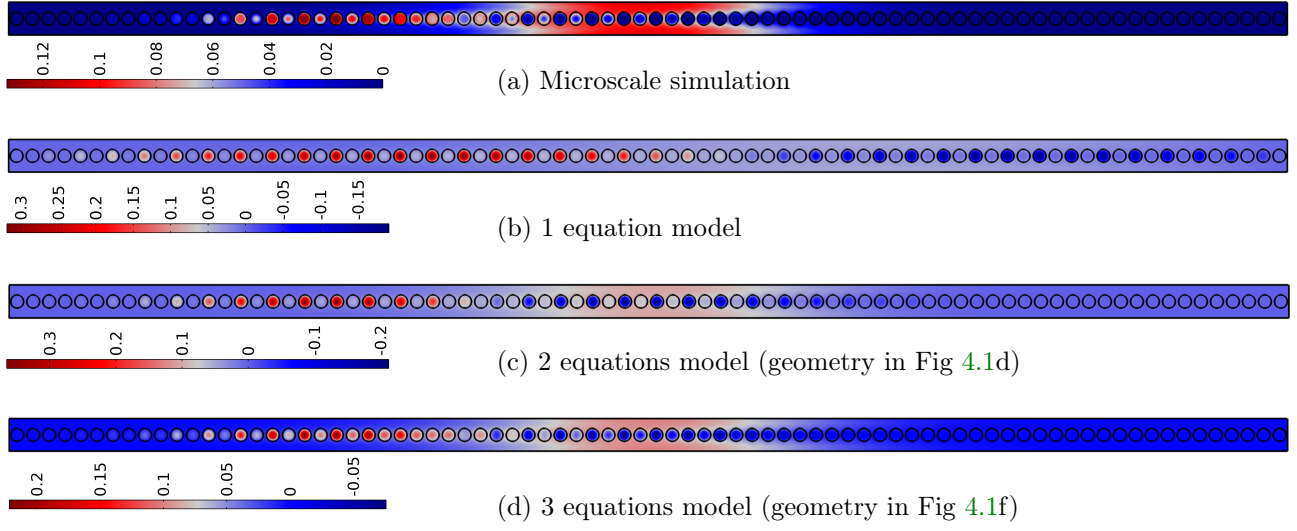 0.12 0.1 0.08 0.06 0.04 0.02 0
(a) Microscale simulation
0.3 0.25 0.2 0.15 0.1 0.05 0 -0.05 -0.1 -0.15
(b) 1 equation model
0.3 0.2 0.1 0 -0.1 -0.2
(c) 2 equations model (geometry in Fig 4.1d)
0.2 0.15 0.1 0.05 0 -0.05
(d) 3 equations model (geometry in Fig 4.1f)